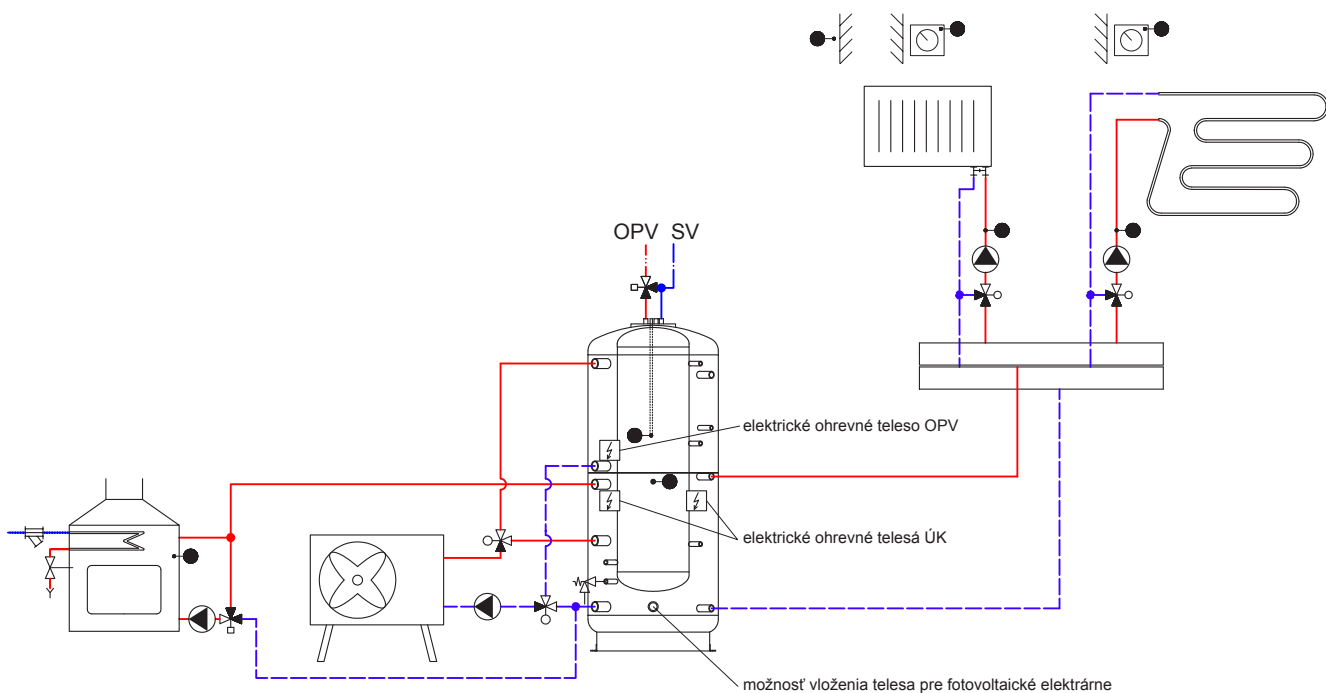 OPV SV
elektrické ohrevné teleso OPV
elektrické ohrevné telesá ÚK
možnosť vloženia telesa pre fotovoltaické elektrárne